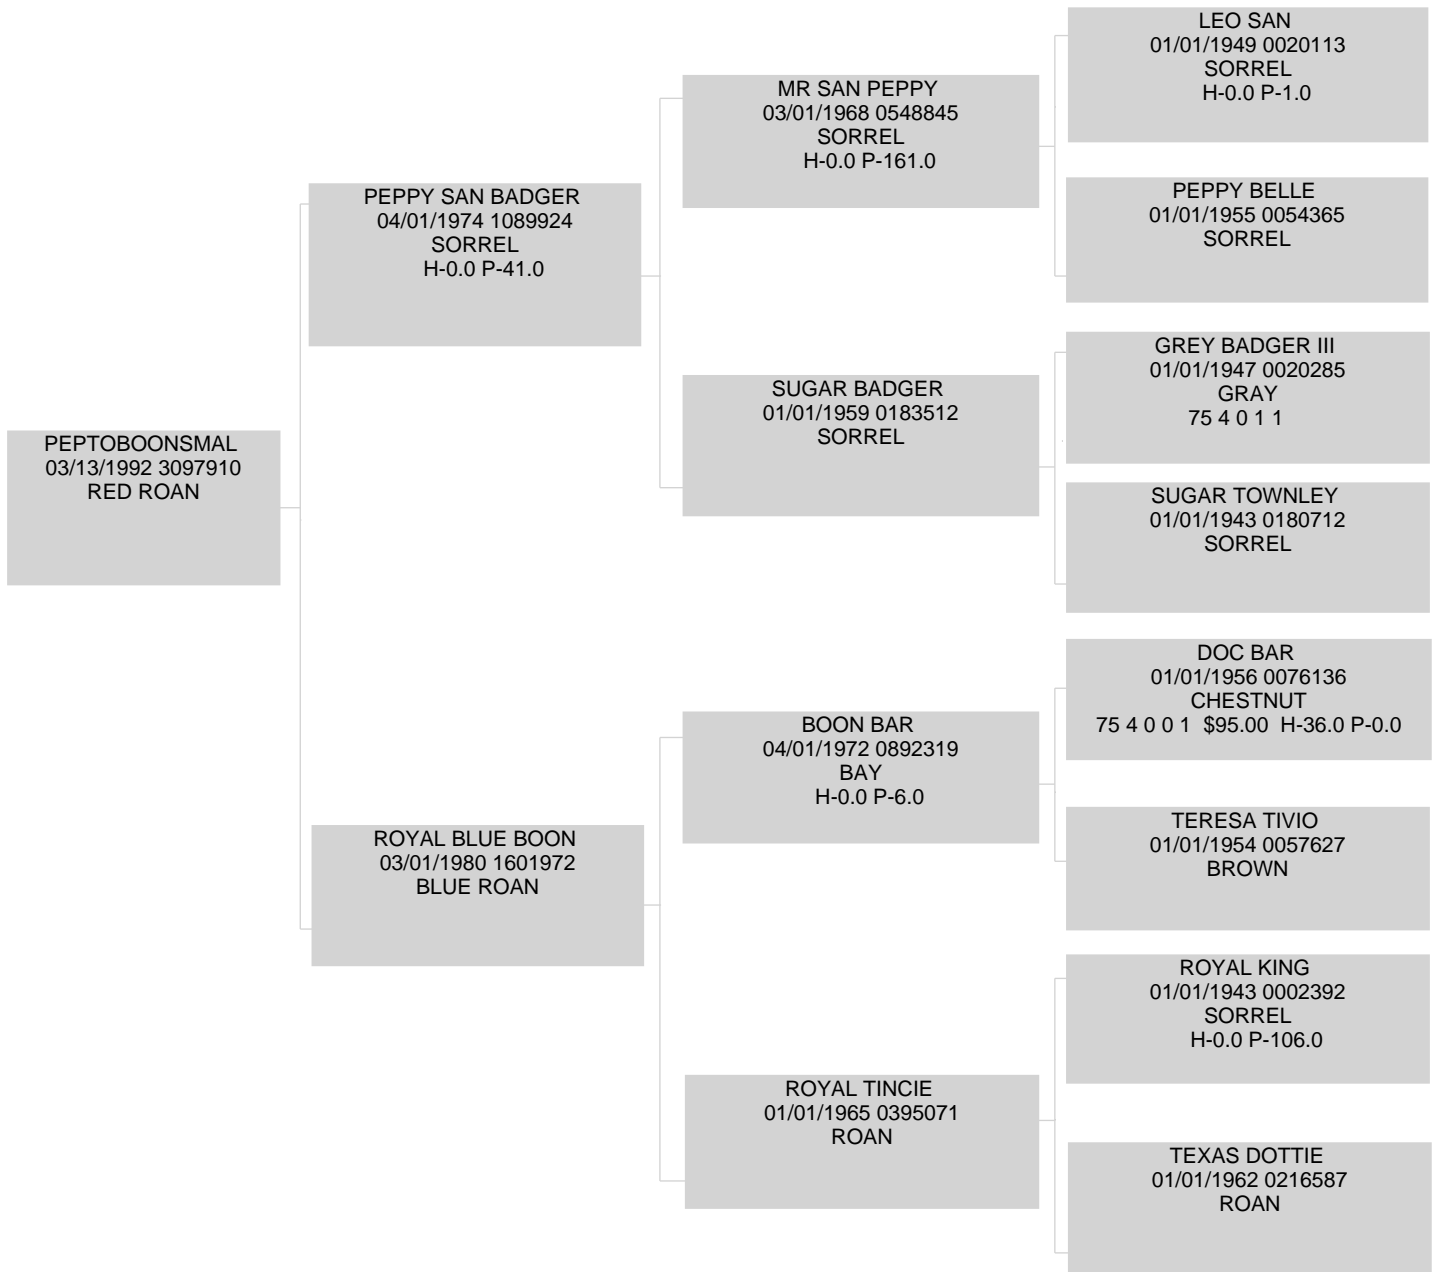 PEPTOBOONSMAL
03/13/1992 3097910
RED ROAN
PEPPY SAN BADGER
04/01/1974 1089924
SORREL
H-0.0 P-41.0
ROYAL BLUE BOON
03/01/1980 1601972
BLUE ROAN
MR SAN PEPPY
03/01/1968 0548845
SORREL
H-0.0 P-161.0
SUGAR BADGER
01/01/1959 0183512
SORREL
BOON BAR
04/01/1972 0892319
BAY
H-0.0 P-6.0
ROYAL TINCIE
01/01/1965 0395071
ROAN
LEO SAN
01/01/1949 0020113
SORREL
H-0.0 P-1.0
PEPPY BELLE
01/01/1955 0054365
SORREL
GREY BADGER III
01/01/1947 0020285
GRAY
75 4 0 1 1
SUGAR TOWNLEY
01/01/1943 0180712
SORREL
DOC BAR
01/01/1956 0076136
CHESTNUT
75 4 0 0 1 $95.00 H-36.0 P-0.0
TERESA TIVIO
01/01/1954 0057627
BROWN
ROYAL KING
01/01/1943 0002392
SORREL
H-0.0 P-106.0
TEXAS DOTTIE
01/01/1962 0216587
ROAN